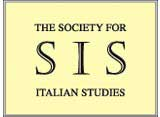 THE SOCIETY FOR
SIS
ITALIAN STUDIES